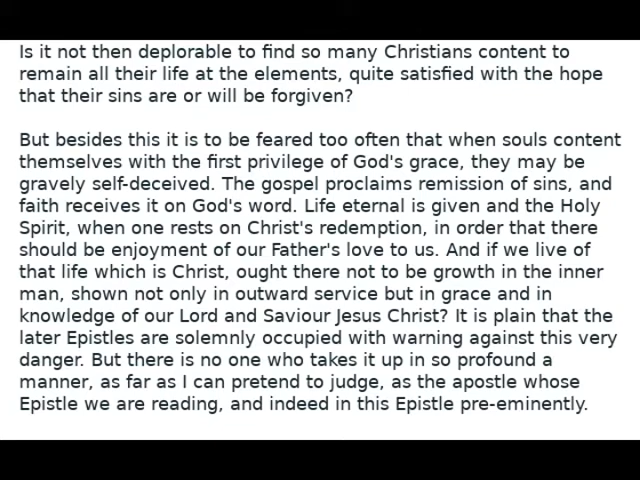 Is it not then deplorable to find so many Christians content to
remain all their life at the elements, quite satisfied with the hope
that their sins are or will be forgiven?
But besides this it is to be feared too often that when souls content
themselves with the first privilege of God's grace, they may be
gravely self-deceived. The gospel proclaims remission of sins, and
faith receives it on God's word. Life eternal is given and the Holy
Spirit, when one rests on Christ's redemption, in order that there
should be enjoyment of our Father's love to us. And if we live of
that life which is Christ, ought there not to be growth in the inner
man, shown not only in outward service but in grace and in
knowledge of our Lord and Saviour Jesus Christ? It is plain that the
later Epistles are solemnly occupied with warning against this very
danger. But there is no one who takes it up in so profound a
manner, as far as I can pretend to judge, as the apostle whose
Epistle we are reading, and indeed in this Epistle pre-eminently.